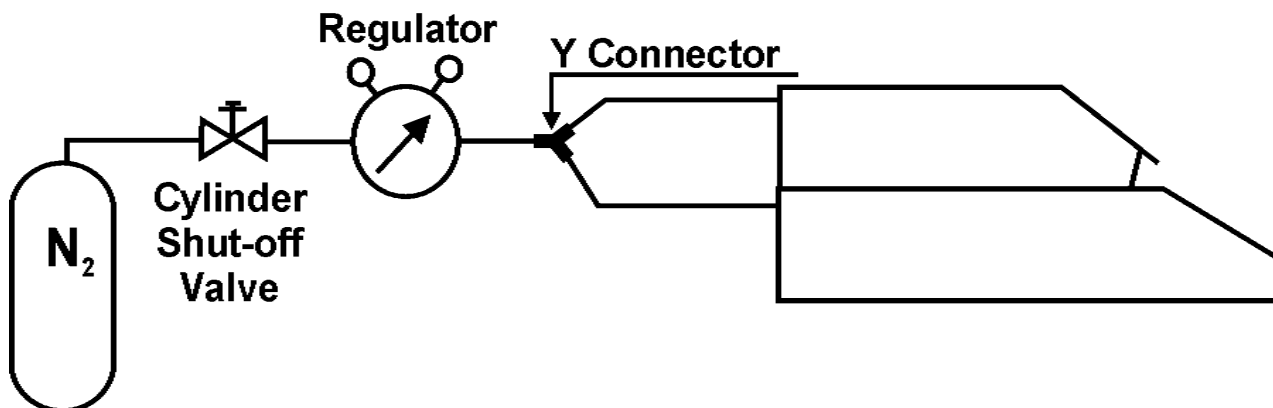 Regulator
Y Connector
Cylinder
Shut-off
Valve
N₂